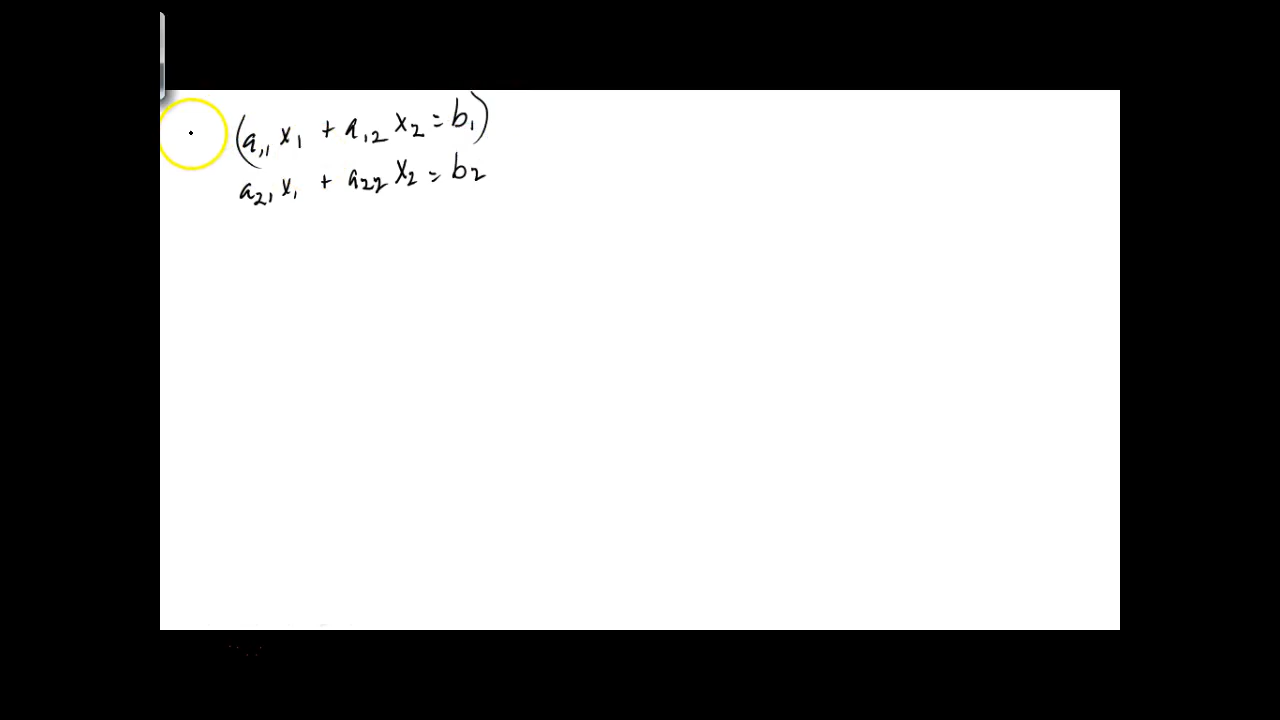 (a₁₁ x₁ + a₁₂ x₂ = b₁)
a₂₁ x₁ + a₂₂ x₂ = b₂